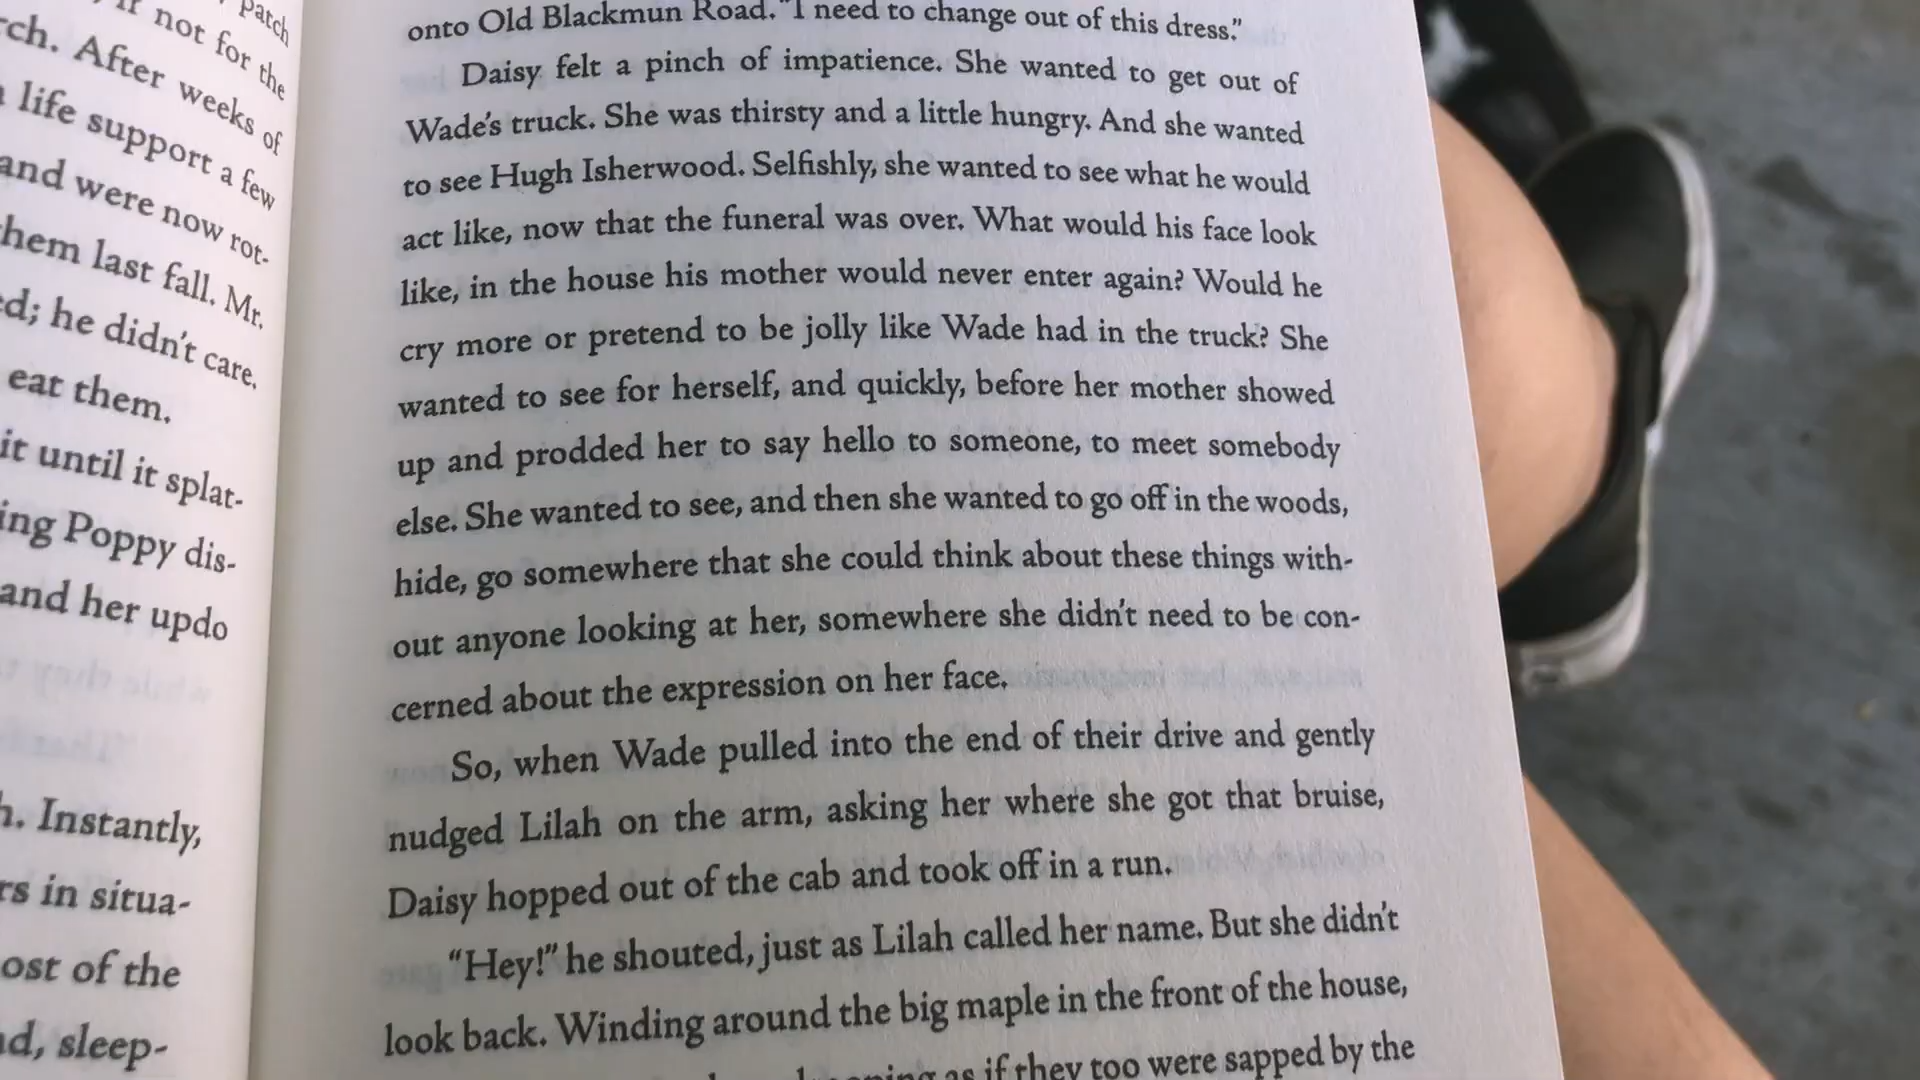 Patch
if not for the
After weeks of
life support a few
and were now rot-
them last fall. Mr.
he didn't care.
eat them.
it until it splat-
Poppy dis-
and her updo
Instantly,
in situa-
of the
sleep-
onto Old Blackmun Road. "I need to change out of this dress."
Daisy felt a pinch of impatience. She wanted to get out of
Wade's truck. She was thirsty and a little hungry. And she wanted
to see Hugh Isherwood. Selfishly, she wanted to see what he would
act like, now that the funeral was over. What would his face look
like, in the house his mother would never enter again? Would he
cry more or pretend to be jolly like Wade had in the truck? She
wanted to see for herself, and quickly, before her mother showed
up and prodded her to say hello to someone, to meet somebody
else. She wanted to see, and then she wanted to go off in the woods,
hide, go somewhere that she could think about these things with-
out anyone looking at her, somewhere she didn't need to be con-
cerned about the expression on her face.
So, when Wade pulled into the end of their drive and gently
nudged Lilah on the arm, asking her where she got that bruise,
Daisy hopped out of the cab and took off in a run.
"Hey!" he shouted, just as Lilah called her name. But she didn't
look back. Winding around the big maple in the front of the house,
as if they too were sapped by the